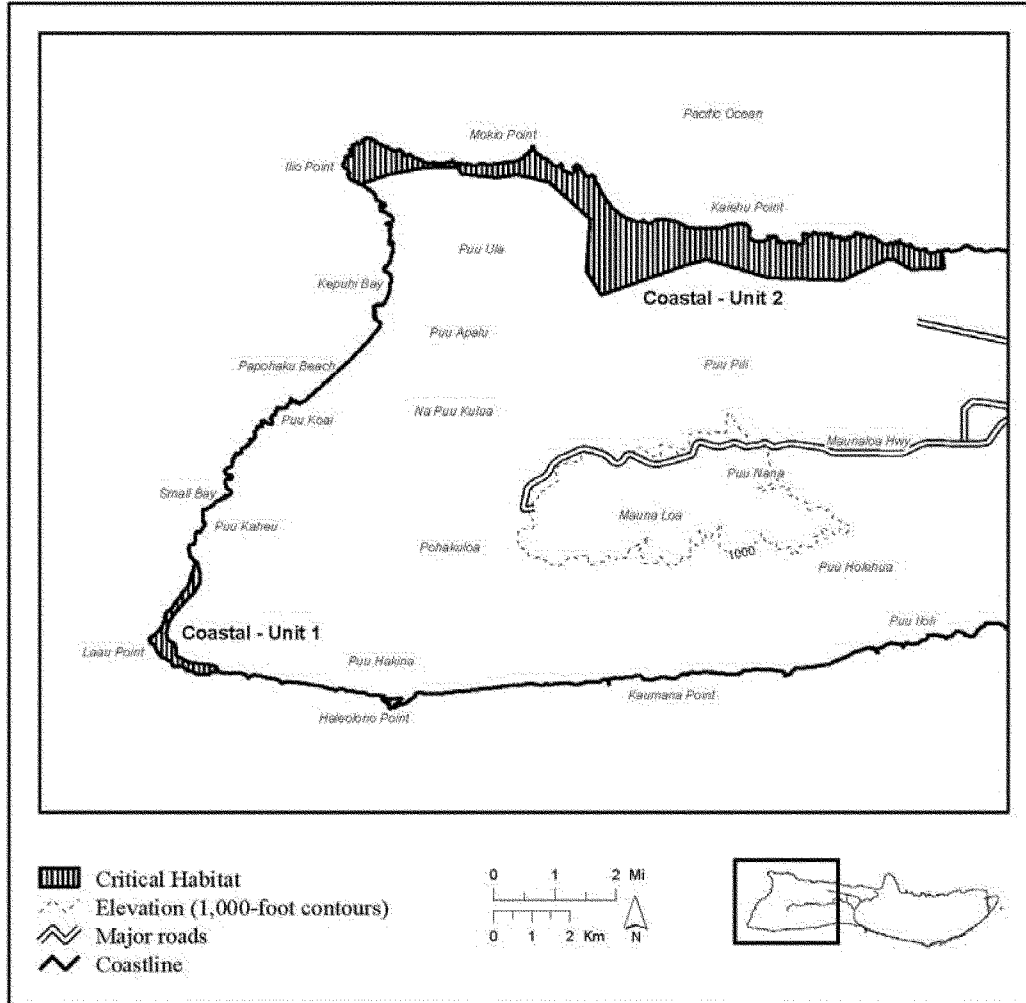 Pacific Ocean
Mokio Point
Ilio Point
Kaiehu Point
Puu Ula
Kepuhi Bay
Coastal - Unit 2
Puu Apalu
Papohaku Beach
Puu Pili
Na Puu Kulua
Puu Koai
Maunaloa Hwy
Puu Nana
Small Bay
Mauna Loa
Puu Kaheu
Pohakuloa
1000
Puu Holehua
Puu Iloli
Coastal - Unit 1
Laau Point
Puu Hakina
Kaumana Point
Haleolono Point
Critical Habitat
Elevation (1,000-foot contours)
Major roads
Coastline
0 1 2 Mi
0 1 2 Km
N